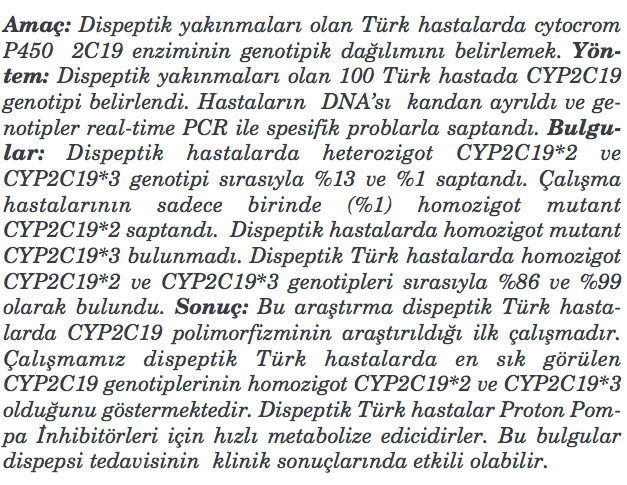 Amaç: Dispeptik yakınmaları olan Türk hastalarda cytocrom
P450 2C19 enziminin genotipik dağılımını belirlemek. Yön-
tem: Dispeptik yakınmaları olan 100 Türk hastada CYP2C19
genotipi belirlendi. Hastaların DNA'sı kandan ayrıldı ve ge-
notipler real-time PCR ile spesifik problarla saptandı. Bulgu-
lar: Dispeptik hastalarda heterozigot CYP2C19*2 ve
CYP2C19*3 genotipi sırasıyla %13 ve %1 saptandı. Çalışma
hastalarının sadece birinde (%1) homozigot mutant
CYP2C19*2 saptandı. Dispeptik hastalarda homozigot mutant
CYP2C19*3 bulunmadı. Dispeptik Türk hastalarda homozigot
CYP2C19*2 ve CYP2C19*3 genotipleri sırasıyla %86 ve %99
olarak bulundu. Sonuç: Bu araştırma dispeptik Türk hasta-
larda CYP2C19 polimorfizminin araştırıldığı ilk çalışmadır.
Çalışmamız dispeptik Türk hastalarda en sık görülen
CYP2C19 genotiplerinin homozigot CYP2C19*2 ve CYP2C19*3
olduğunu göstermektedir. Dispeptik Türk hastalar Proton Pom-
pa İnhibitörleri için hızlı metabolize edicidirler. Bu bulgular
dispepsi tedavisinin klinik sonuçlarında etkili olabilir.